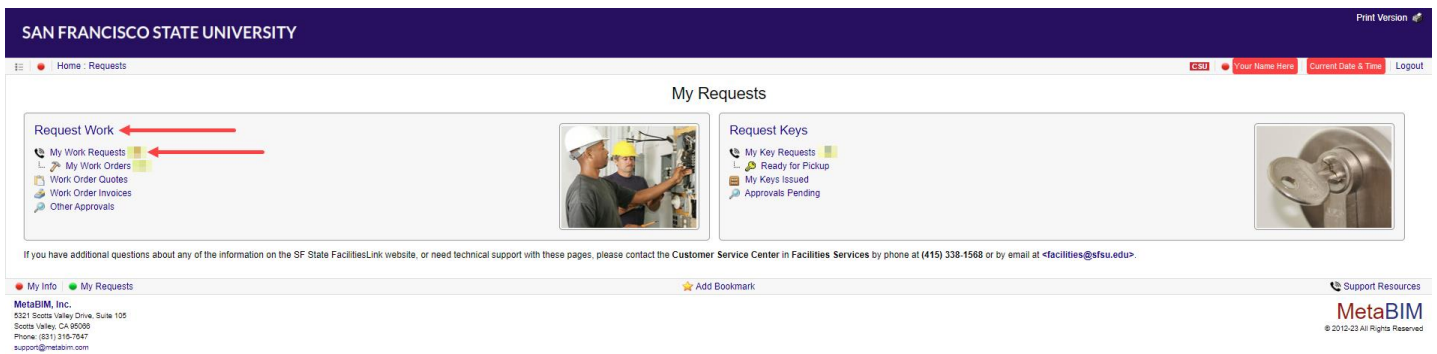 Print Version
SAN FRANCISCO STATE UNIVERSITY
Home : Requests
CSU Your Name Here Current Date & Time Logout
My Requests
Request Work
My Work Requests
My Work Orders
Work Order Quotes
Work Order Invoices
Other Approvals
Request Keys
My Key Requests
Ready for Pickup
My Keys Issued
Approvals Pending
If you have additional questions about any of the information on the SF State FacilitiesLink website, or need technical support with these pages, please contact the Customer Service Center in Facilities Services by phone at (415) 338-1568 or by email at <facilities@sfsu.edu>.
My Info My Requests Add Bookmark Support Resources
MetaBIM, Inc.
5321 Scotts Valley Drive, Suite 105
Scotts Valley, CA 95066
Phone: (831) 316-7647
support@metabim.com
MetaBIM
© 2012-23 All Rights Reserved